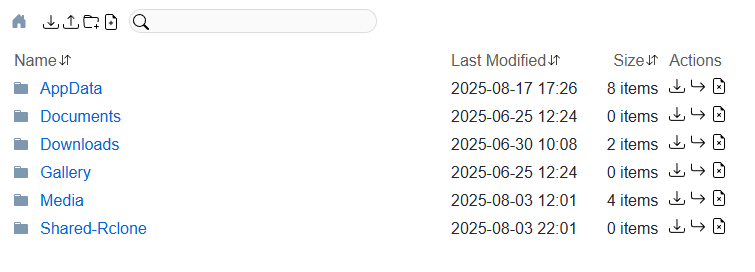 Name Last Modified Size Actions
AppData 2025-08-17 17:26 8 items
Documents 2025-06-25 12:24 0 items
Downloads 2025-06-30 10:08 2 items
Gallery 2025-06-25 12:24 0 items
Media 2025-08-03 12:01 4 items
Shared-Rclone 2025-08-03 22:01 0 items